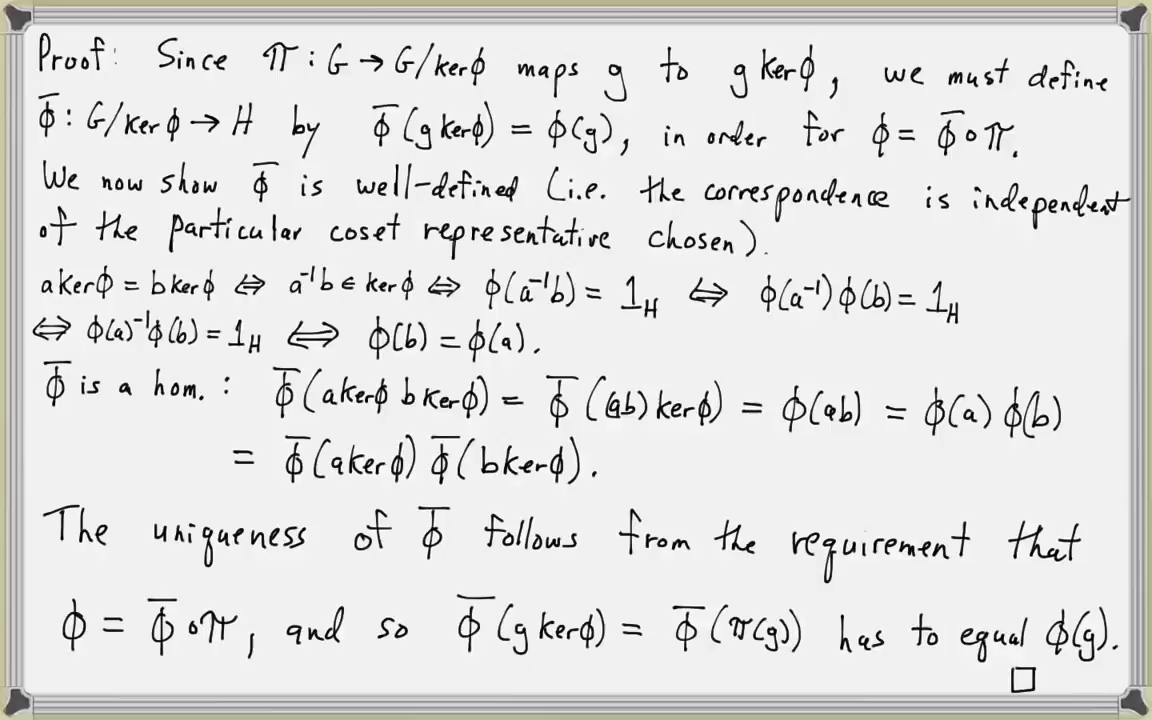 Proof: Since π : G → G/kerϕ maps g to g kerϕ, we must define
ϕ̅ : G/kerϕ → H by ϕ̅(g kerϕ) = ϕ(g), in order for ϕ = ϕ̅∘π.
We now show ϕ̅ is well-defined (i.e. the correspondence is independent
of the particular coset representative chosen).
a kerϕ = b kerϕ ⇔ a⁻¹b ∈ kerϕ ⇔ ϕ(a⁻¹b) = 1_H ⇔ ϕ(a⁻¹)ϕ(b) = 1_H
⇔ ϕ(a)⁻¹ϕ(b) = 1_H ⇔ ϕ(b) = ϕ(a).
ϕ̅ is a hom. : ϕ̅(a kerϕ b kerϕ) = ϕ̅((ab) kerϕ) = ϕ(ab) = ϕ(a) ϕ(b)
= ϕ̅(a kerϕ) ϕ̅(b kerϕ).
The uniqueness of ϕ̅ follows from the requirement that
ϕ = ϕ̅∘π, and so ϕ̅(g kerϕ) = ϕ̅(π(g)) has to equal ϕ(g).
□